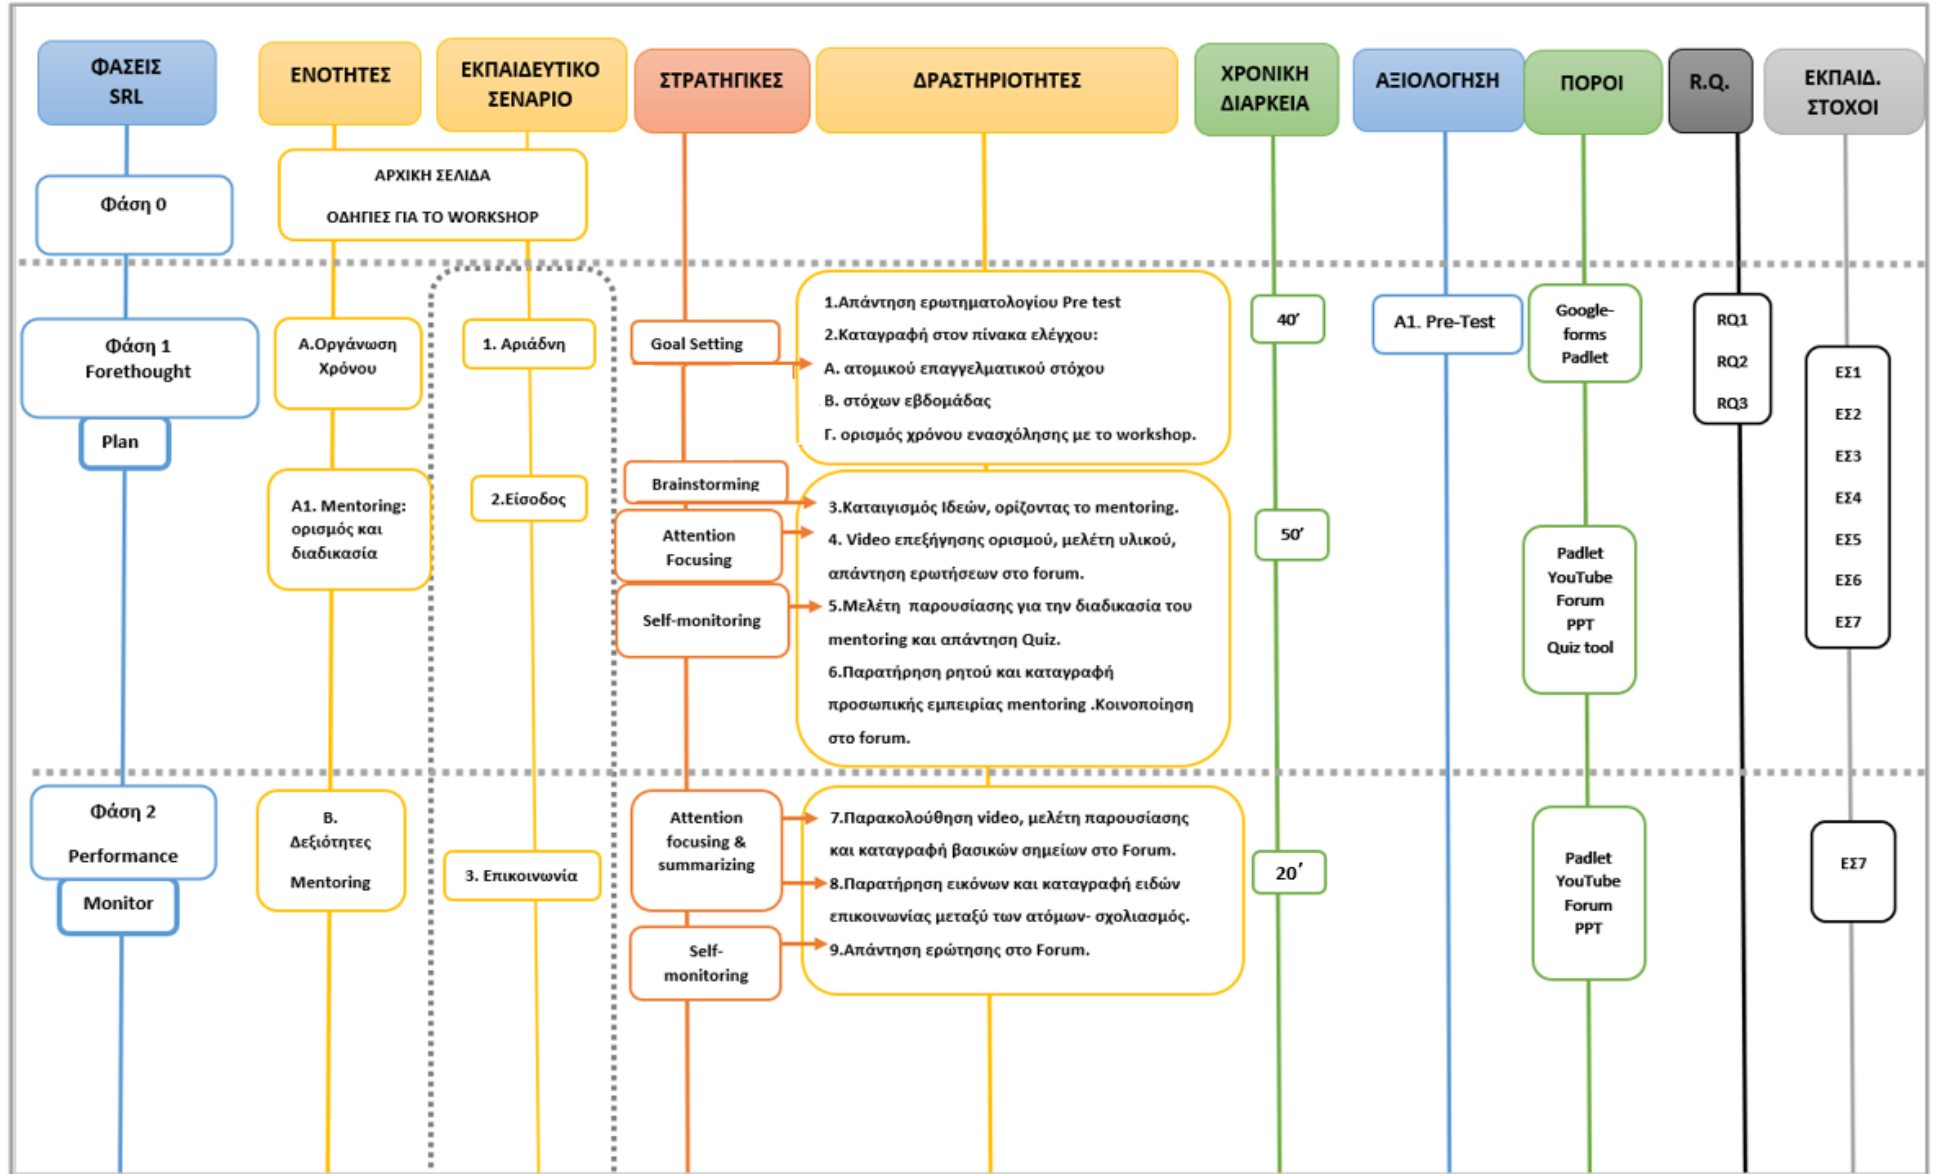 ΦΑΣΕΙΣ
SRL
ΕΝΟΤΗΤΕΣ
ΕΚΠΑΙΔΕΥΤΙΚΟ
ΣΕΝΑΡΙΟ
ΣΤΡΑΤΗΓΙΚΕΣ
ΔΡΑΣΤΗΡΙΟΤΗΤΕΣ
ΧΡΟΝΙΚΗ
ΔΙΑΡΚΕΙΑ
ΑΞΙΟΛΟΓΗΣΗ
ΠΟΡΟΙ
R.Q.
ΕΚΠΑΙΔ.
ΣΤΟΧΟΙ
Φάση 0
ΑΡΧΙΚΗ ΣΕΛΙΔΑ
ΟΔΗΓΙΕΣ ΓΙΑ ΤΟ WORKSHOP
Φάση 1
Forethought
Plan
Α.Οργάνωση
Χρόνου
1. Αριάδνη
Goal Setting
1.Απάντηση ερωτηματολογίου Pre test
2.Καταγραφή στον πίνακα ελέγχου:
Α. ατομικού επαγγελματικού στόχου
Β. στόχων εβδομάδας
Γ. ορισμός χρόνου ενασχόλησης με το workshop.
40’
A1. Pre-Test
Google-
forms
Padlet
RQ1
RQ2
RQ3
ΕΣ1
ΕΣ2
ΕΣ3
ΕΣ4
ΕΣ5
ΕΣ6
ΕΣ7
Α1. Mentoring:
ορισμός και
διαδικασία
2.Είσοδος
Brainstorming
Attention
Focusing
Self-monitoring
3.Καταιγισμός Ιδεών, ορίζοντας το mentoring.
4. Video επεξήγησης ορισμού, μελέτη υλικού,
απάντηση ερωτήσεων στο forum.
5.Μελέτη παρουσίασης για την διαδικασία του
mentoring και απάντηση Quiz.
6.Παρατήρηση ρητού και καταγραφή
προσωπικής εμπειρίας mentoring .Κοινοποίηση
στο forum.
50’
Padlet
YouTube
Forum
PPT
Quiz tool
Φάση 2
Performance
Monitor
Β.
Δεξιότητες
Mentoring
3. Επικοινωνία
Attention
focusing &
summarizing
Self-
monitoring
7.Παρακολούθηση video, μελέτη παρουσίασης
και καταγραφή βασικών σημείων στο Forum.
8.Παρατήρηση εικόνων και καταγραφή ειδών
επικοινωνίας μεταξύ των ατόμων- σχολιασμός.
9.Απάντηση ερώτησης στο Forum.
20’
Padlet
YouTube
Forum
PPT
ΕΣ7